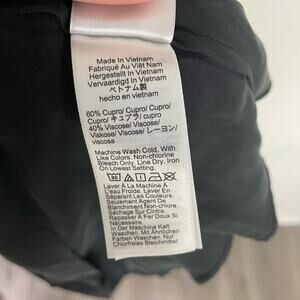 Made In Vietnam
Fabriqué Au Viêt Nam
Hergestellt In Vietnam
Vervaardigd In Vietnam
ベトナム製
hecho en vietnam
60% Cupro/ Cupro/ Cupro/
Cupro/ キュプラ/ cupro
40% Viscose/ Viscose/
Viskose/ Viscose/ レーヨン/
viscosa
Machine Wash Cold, With
Like Colors. Non-chlorine
Bleach Only. Line Dry. Iron
On Lowest Setting.
Laver À La Machine À
L'eau Froide. Laver En
Séparant Les Couleurs.
Seulement Agent De
Blanchiment Non-chlore.
Séchage Sur Corde.
Repasser À Fer Doux Si
Nécessaire.
In Der Maschine Kalt
Waschen. Mit Ähnlichen
Farben Waschen. Nur
Chlorfreies Bleichmittel